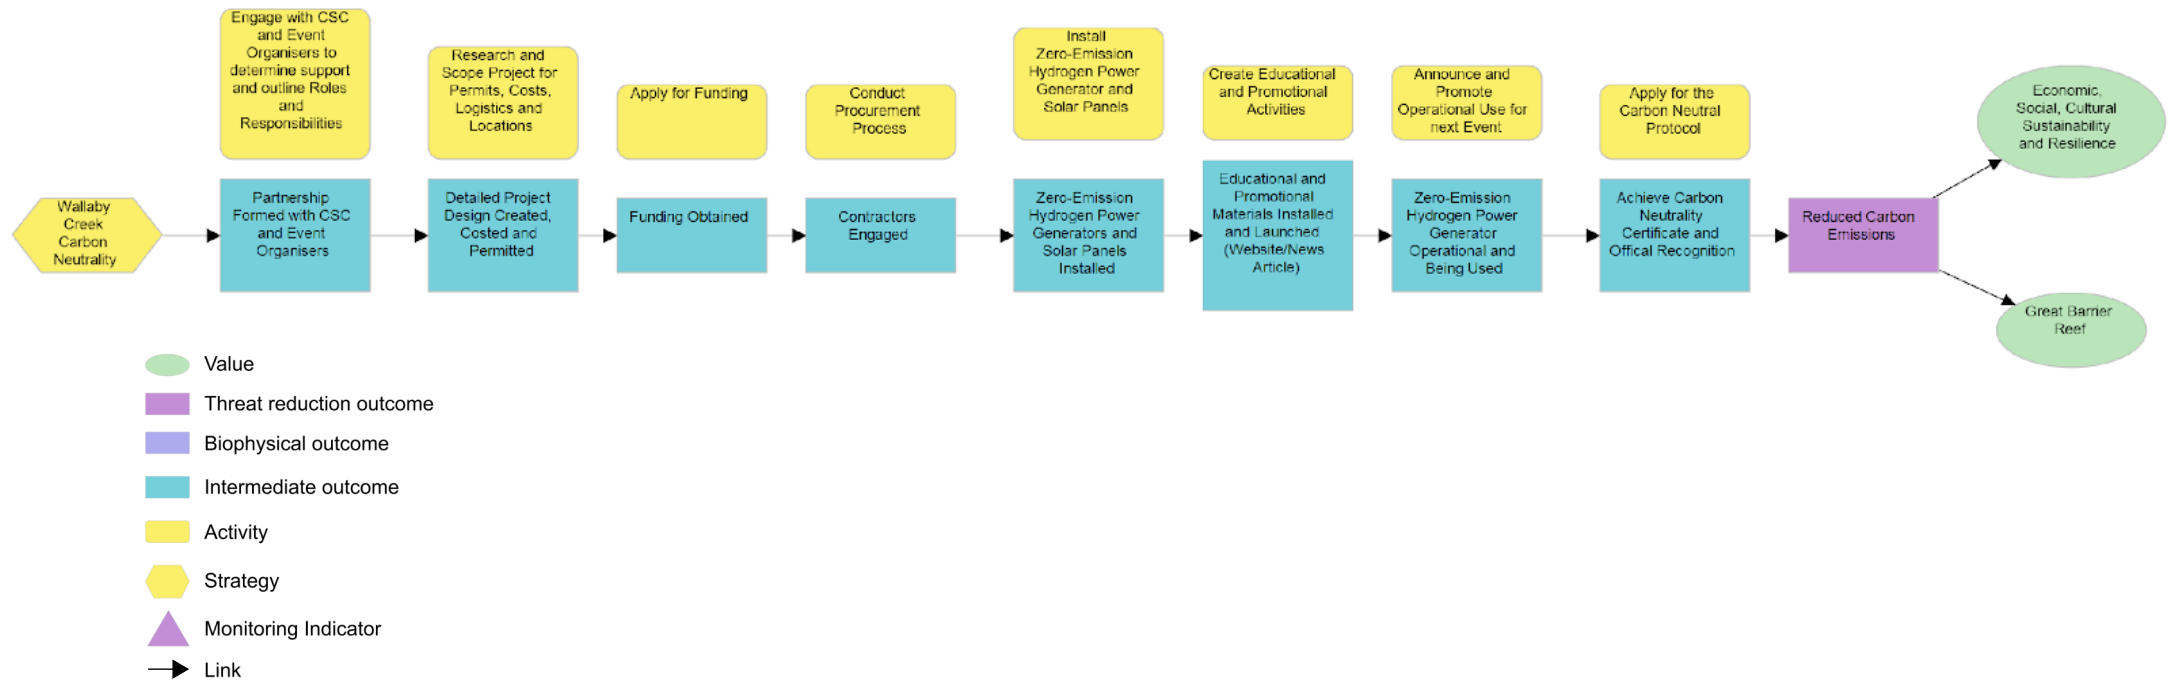 Engage with CSC
and Event
Organisers to
determine support
and outline Roles
and
Responsibilities
Research and
Scope Project for
Permits, Costs,
Logistics and
Locations
Apply for Funding
Conduct
Procurement
Process
Install
Zero-Emission
Hydrogen Power
Generator and
Solar Panels
Create Educational
and Promotional
Activities
Announce and
Promote
Operational Use for
next Event
Apply for the
Carbon Neutral
Protocol
Economic,
Social, Cultural
Sustainability
and Resilience
Wallaby
Creek
Carbon
Neutrality
Partnership
Formed with CSC
and Event
Organisers
Detailed Project
Design Created,
Costed and
Permitted
Funding Obtained
Contractors
Engaged
Zero-Emission
Hydrogen Power
Generators and
Solar Panels
Installed
Educational and
Promotional
Materials Installed
and Launched
(Website/News
Article)
Zero-Emission
Hydrogen Power
Generator
Operational and
Being Used
Achieve Carbon
Neutrality
Certificate and
Offical Recognition
Reduced Carbon
Emissions
Great Barrier
Reef
Value
Threat reduction outcome
Biophysical outcome
Intermediate outcome
Activity
Strategy
Monitoring Indicator
Link